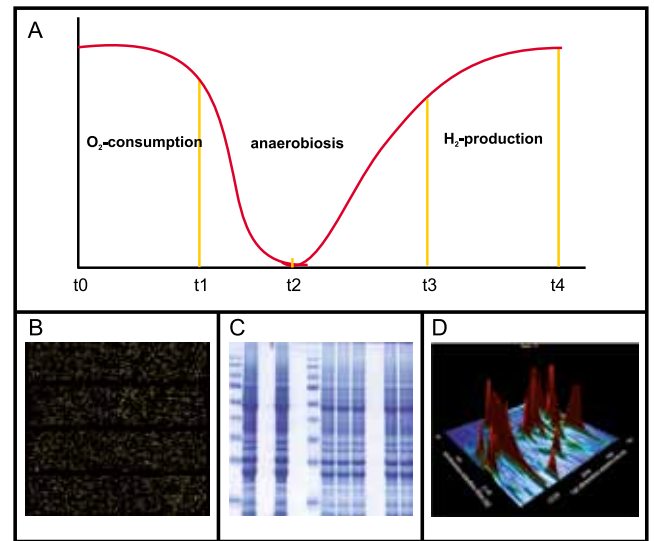 A
O₂-consumption
anaerobiosis
H₂-production
t0
t1
t2
t3
t4
B
C
D